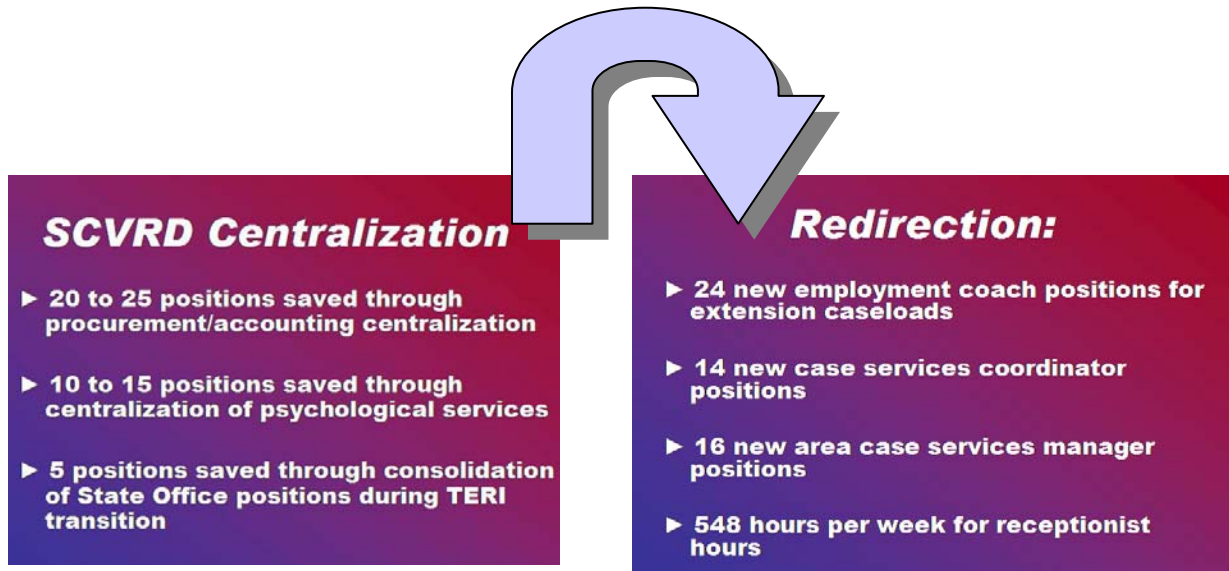 SCVRD Centralization
► 20 to 25 positions saved through
procurement/accounting centralization
► 10 to 15 positions saved through
centralization of psychological services
► 5 positions saved through consolidation
of State Office positions during TERI
transition
Redirection:
► 24 new employment coach positions for
extension caseloads
► 14 new case services coordinator
positions
► 16 new area case services manager
positions
► 548 hours per week for receptionist
hours